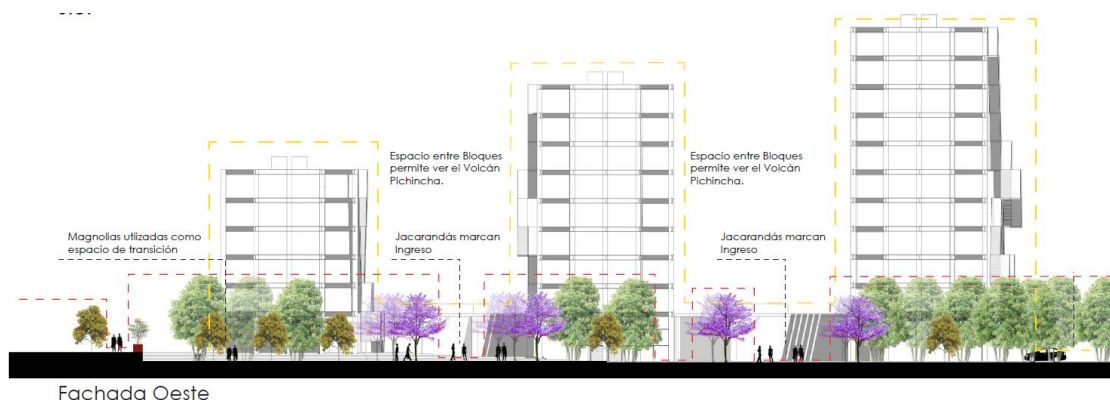 Espacio entre Bloques
permite ver el Volcán
Pichincha.
Espacio entre Bloques
permite ver el Volcán
Pichincha.
Magnolias utlizadas como
espacio de transición
Jacarandás marcan
Ingreso
Jacarandás marcan
Ingreso
Fachada Oeste